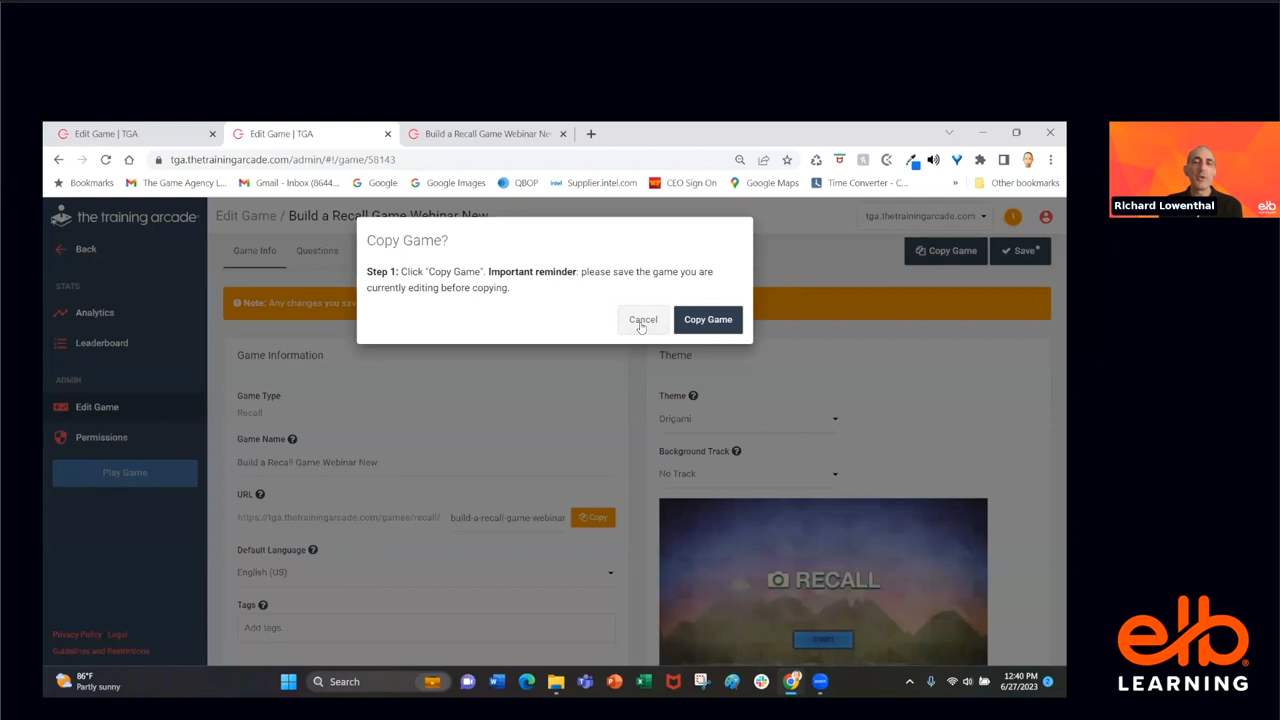 Edit Game | TGA
Edit Game | TGA
Build a Recall Game Webinar Ne
tga.thetrainingarcade.com/admin/#!/game/58143
Bookmarks
The Game Agency L...
Gmail - Inbox (8644...
Google
Google Images
QBOP
intel Supplier.intel.com
WP CEO Sign On
Google Maps
Time Converter - C...
»
Other bookmarks
Richard Lowenthal
elb
the training arcade
Edit Game / Build a Recall Game Webinar New
tga.thetrainingarcade.com
1
Back
Game Info
Questions
Copy Game
Save*
Copy Game?
Step 1: Click "Copy Game". Important reminder: please save the game you are
currently editing before copying.
Cancel
Copy Game
STATS
Analytics
Leaderboard
ADMIN
Edit Game
Permissions
Play Game
Note: Any changes you sav
Game Information
Game Type
Recall
Game Name
Build a Recall Game Webinar New
URL
https://tga.thetrainingarcade.com/games/recall/
build-a-recall-game-webinar
Copy
Default Language
English (US)
Tags
Add tags...
Theme
Theme
Origami
Background Track
No Track
RECALL
START
Privacy Policy Legal
Guidelines and Restrictions
86°F
Partly sunny
Search
12:40 PM
6/27/2023
2
elb
LEARNING